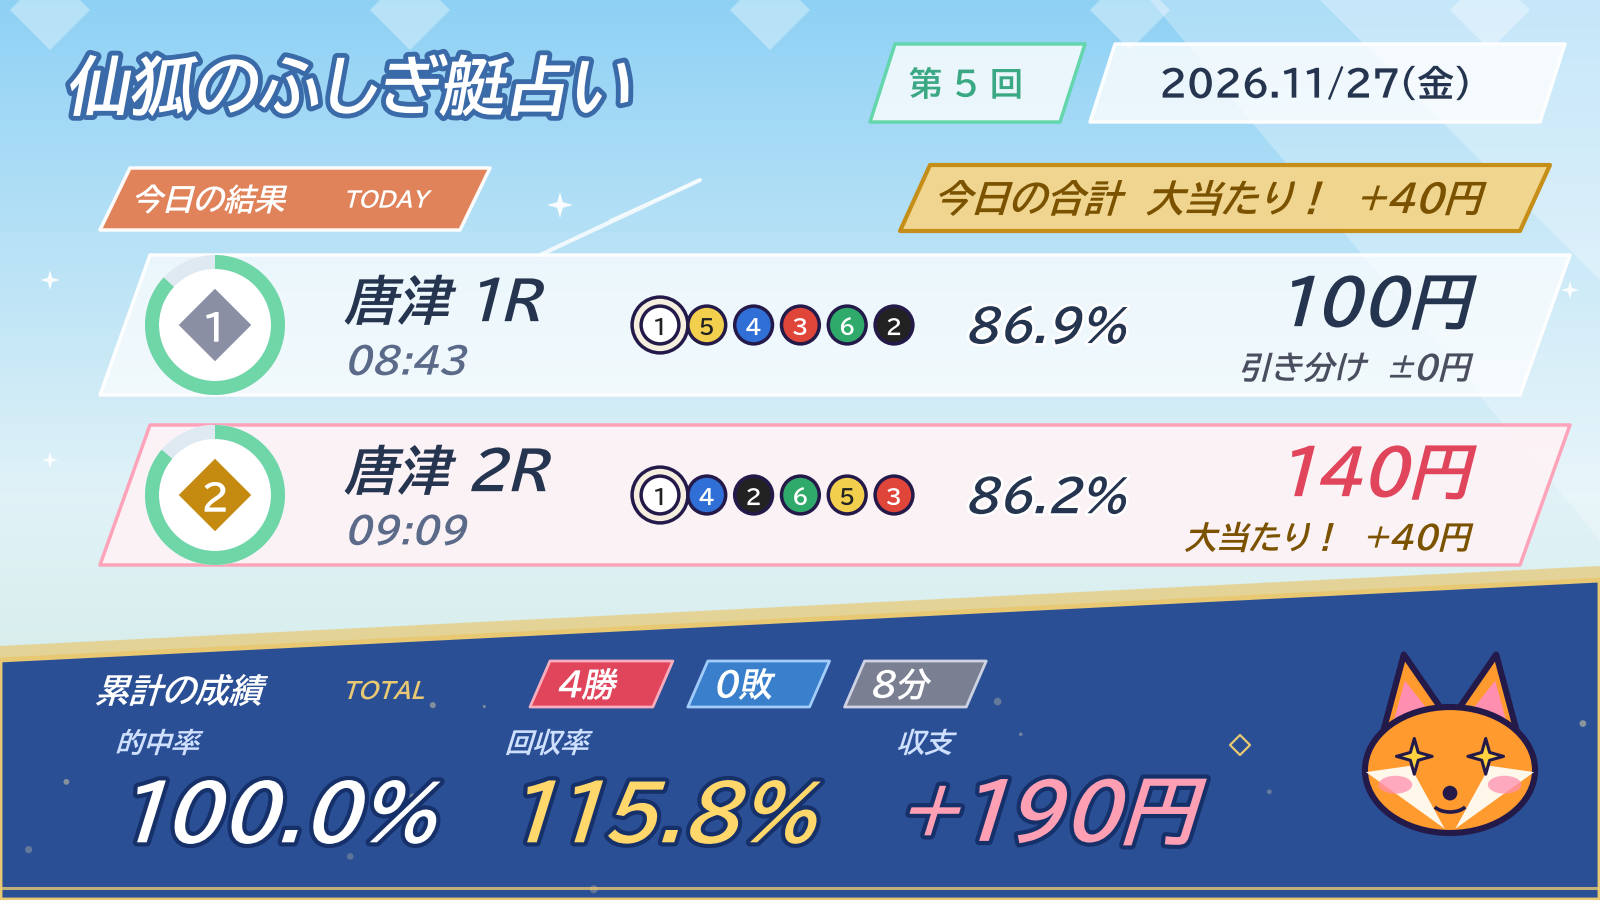 仙狐のふしぎ艇占い
第 5 回
2026.11/27(金)
今日の結果 TODAY
今日の合計 大当たり！ +40円
1
唐津 1R
08:43
1 5 4 3 6 2
86.9%
100円
引き分け ±0円
2
唐津 2R
09:09
1 4 2 6 5 3
86.2%
140円
大当たり！ +40円
累計の成績 TOTAL
4勝 0敗 8分
的中率 回収率 収支
100.0% 115.8% +190円